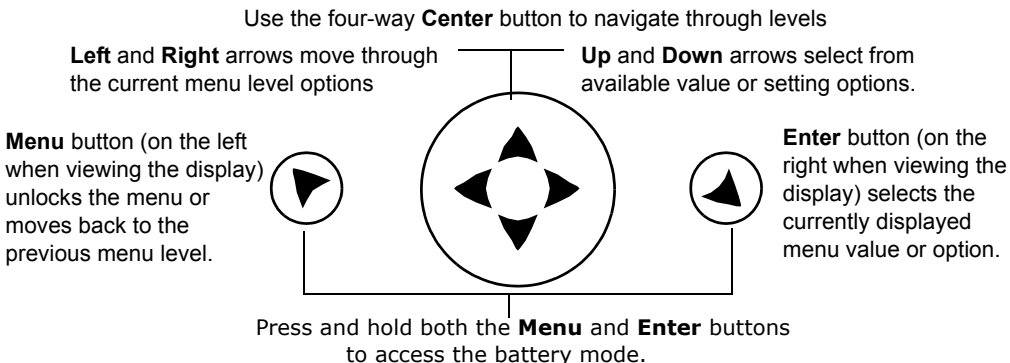 Use the four-way Center button to navigate through levels
Left and Right arrows move through
the current menu level options
Up and Down arrows select from
available value or setting options.
Menu button (on the left
when viewing the display)
unlocks the menu or
moves back to the
previous menu level.
Enter button (on the
right when viewing the
display) selects the
currently displayed
menu value or option.
Press and hold both the Menu and Enter buttons
to access the battery mode.